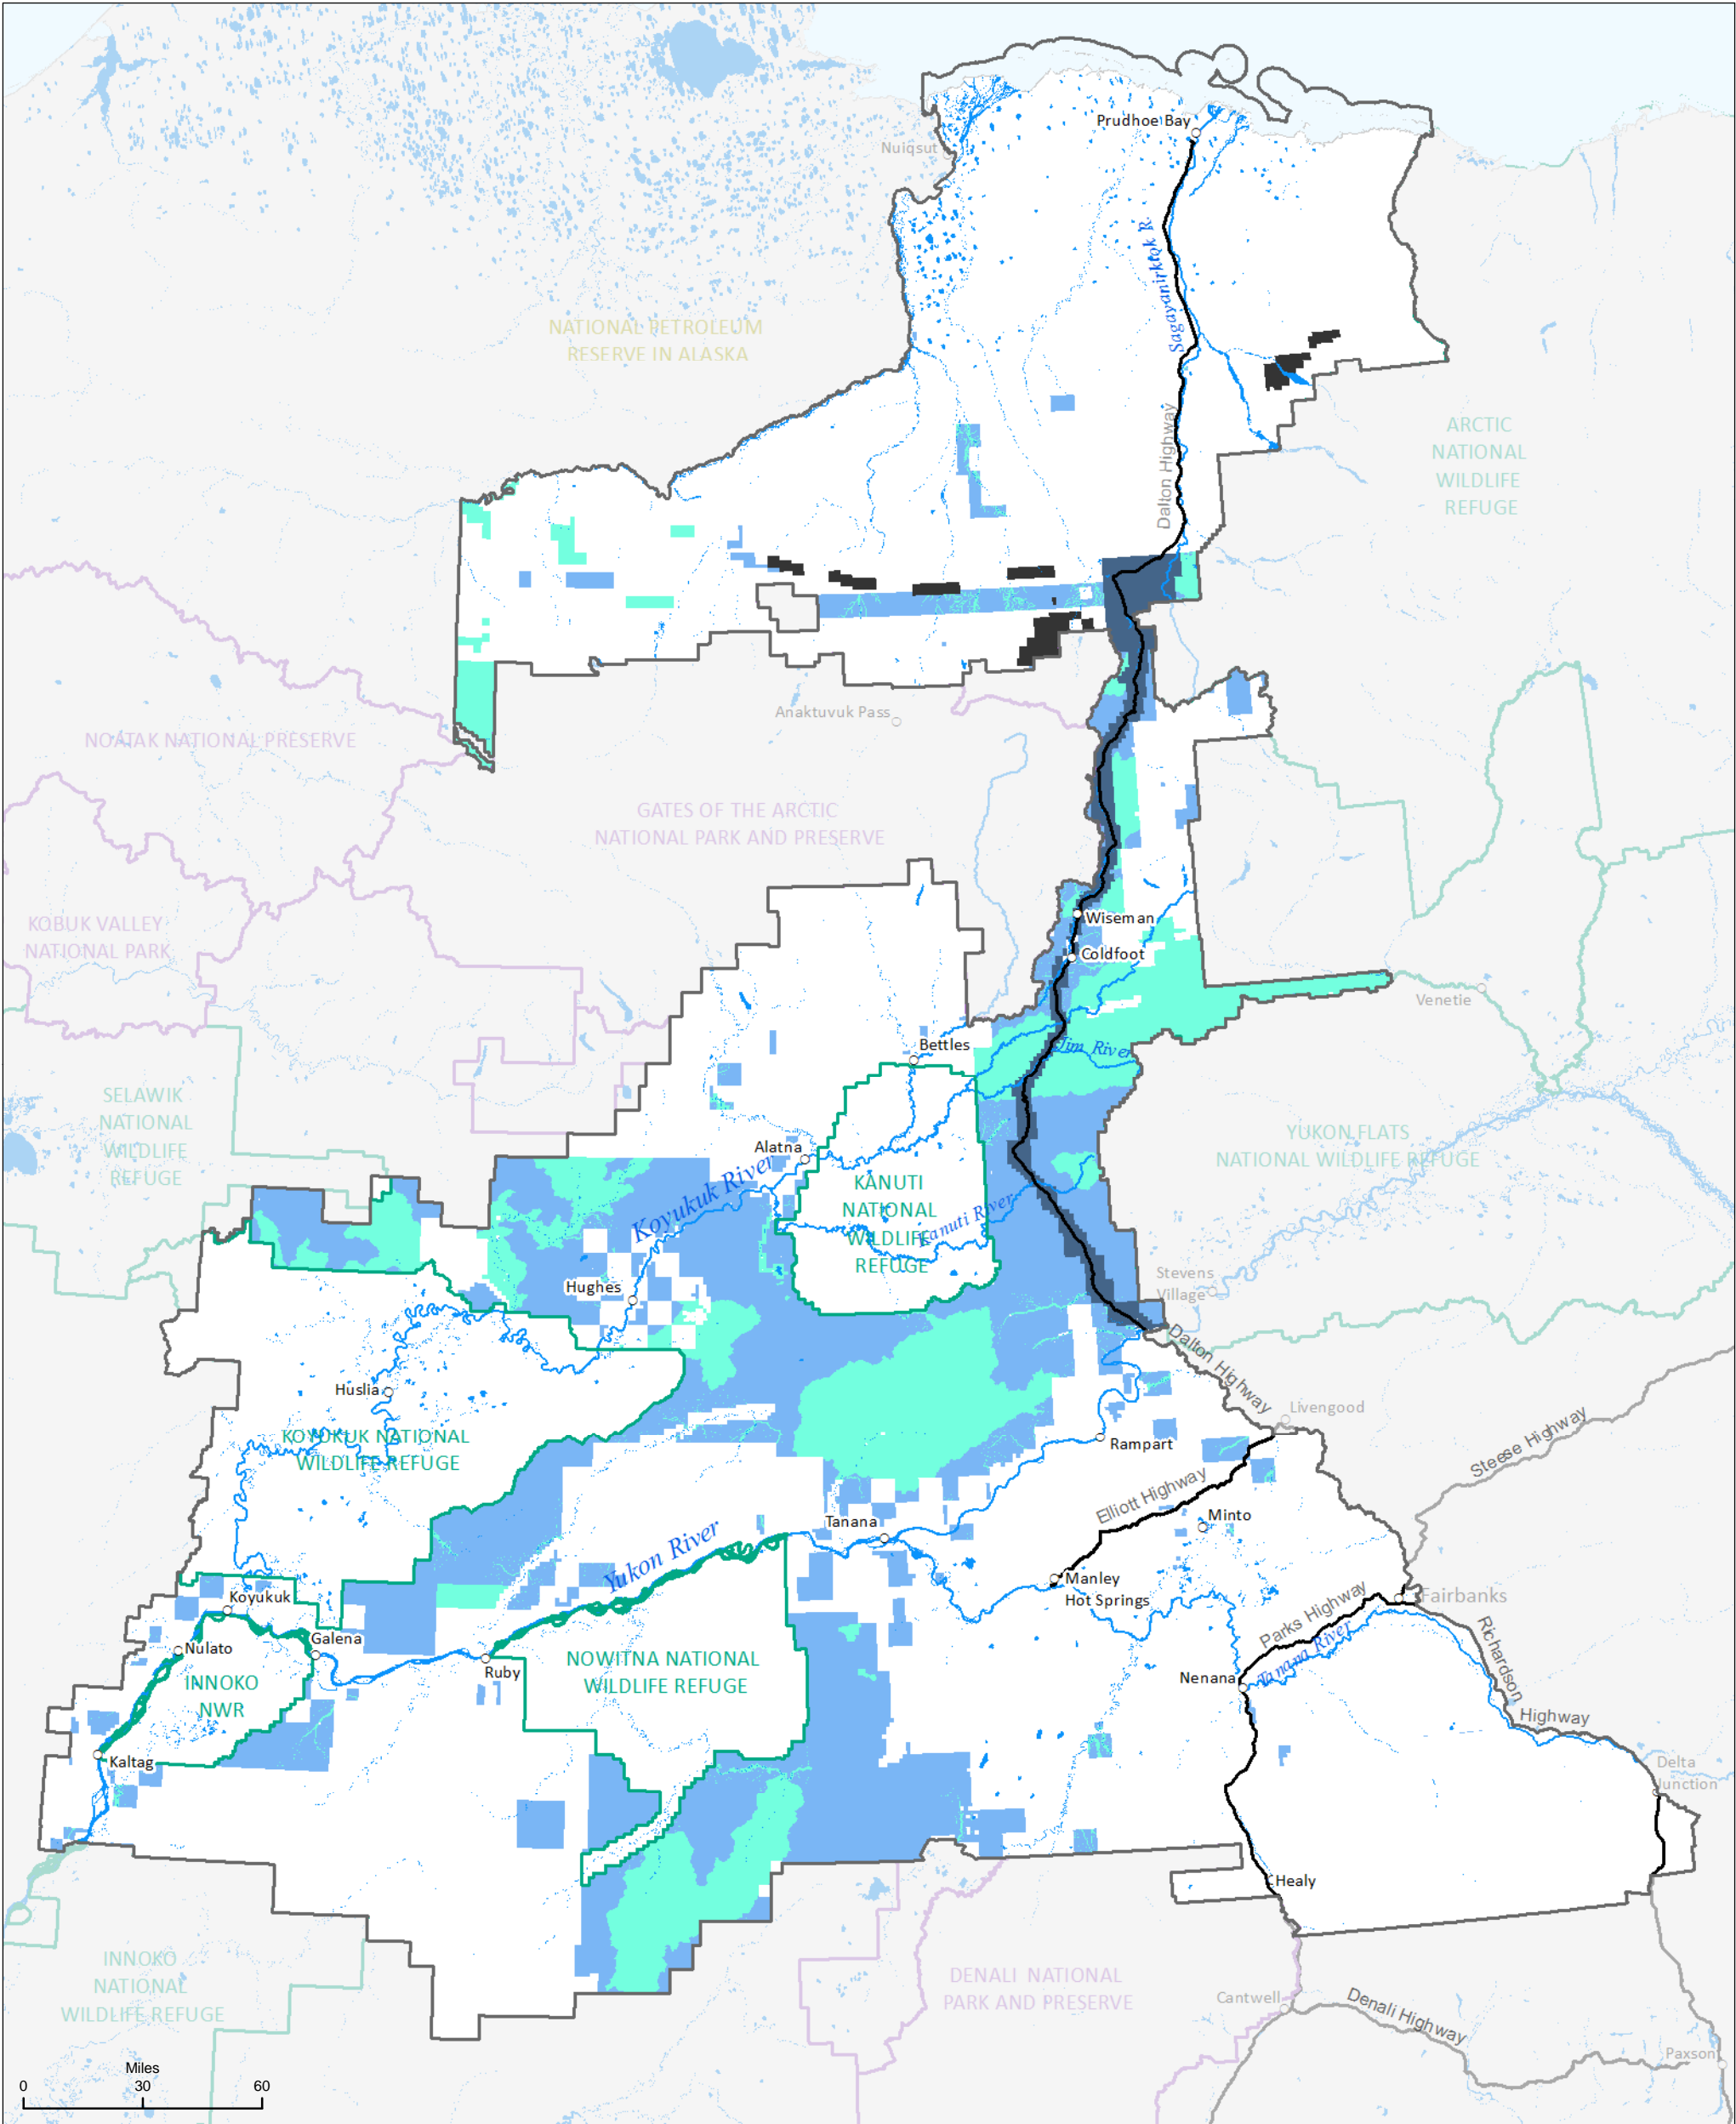 Prudhoe Bay
Nuiqsut
Sagavanirktok R.
NATIONAL PETROLEUM
RESERVE IN ALASKA
Dalton Highway
ARCTIC
NATIONAL
WILDLIFE
REFUGE
Anaktuvuk Pass
NOATAK NATIONAL PRESERVE
GATES OF THE ARCTIC
NATIONAL PARK AND PRESERVE
KOBUK VALLEY
NATIONAL PARK
Wiseman
Coldfoot
Venetie
Bettles
Jim River
SELAWIK
NATIONAL
WILDLIFE
REFUGE
YUKON FLATS
NATIONAL WILDLIFE REFUGE
Alatna
Koyukuk River
KANUTI
NATIONAL
WILDLIFE
REFUGE
Kanuti River
Hughes
Stevens
Village
Dalton Highway
Huslia
Livengood
KOYUKUK NATIONAL
WILDLIFE REFUGE
Rampart
Steese Highway
Elliott Highway
Minto
Tanana
Yukon River
Manley
Hot Springs
Koyukuk
Fairbanks
Parks Highway
Nulato
Galena
Tanana River
Richardson
Highway
Ruby
NOWITNA NATIONAL
WILDLIFE REFUGE
Nenana
INNOKO
NWR
Kaltag
Delta
Junction
Healy
INNOKO
NATIONAL
WILDLIFE REFUGE
DENALI NATIONAL
PARK AND PRESERVE
Cantwell
Denali Highway
Paxson
Miles
0 30 60